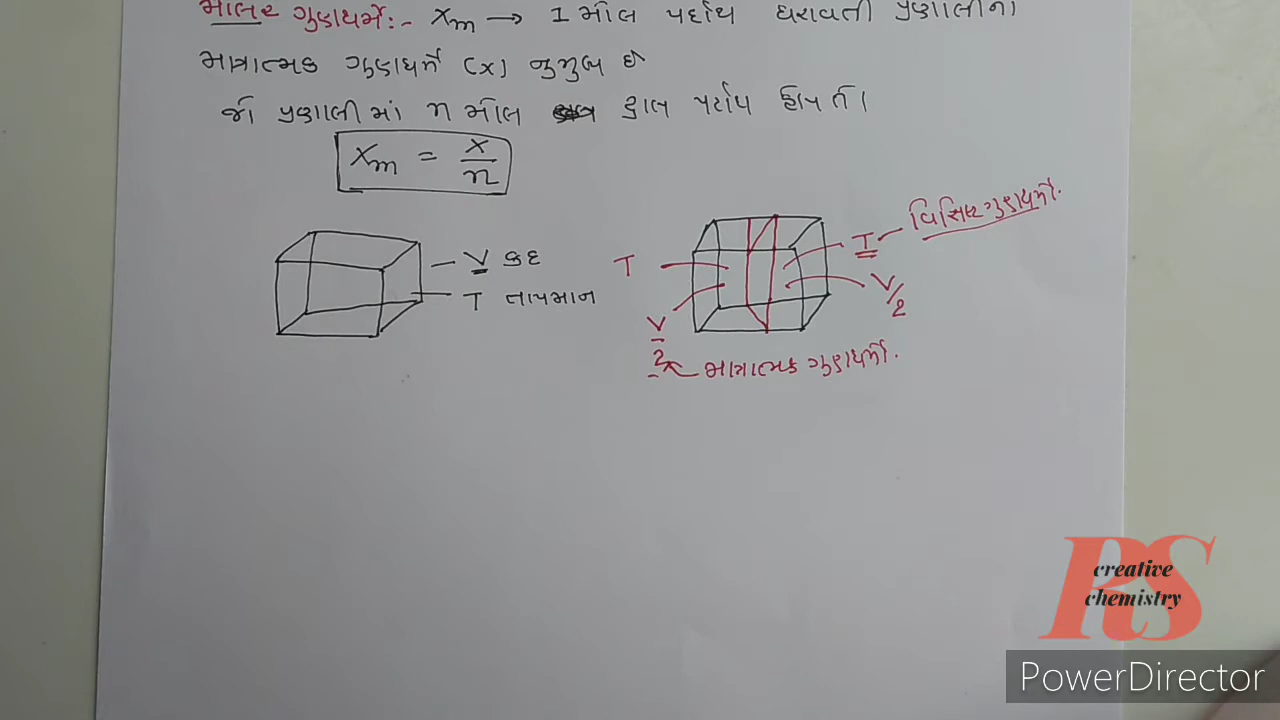 મોલર ગુણધર્મો:- Xm → 1 મોલ પદાર્થ ધરાવતી પ્રણાલીના
માત્રાત્મક ગુણધર્મ (X) નું મુલ્ય છે
જો પ્રણાલીમાં n મોલ કુલ પદાર્થ હોય તો
Xm = X/n
V કદ
T તાપમાન
T
V/2
T વિશિષ્ટ ગુણધર્મો.
V/2
માત્રાત્મક ગુણધર્મો.
RS
creative
chemistry
PowerDirector